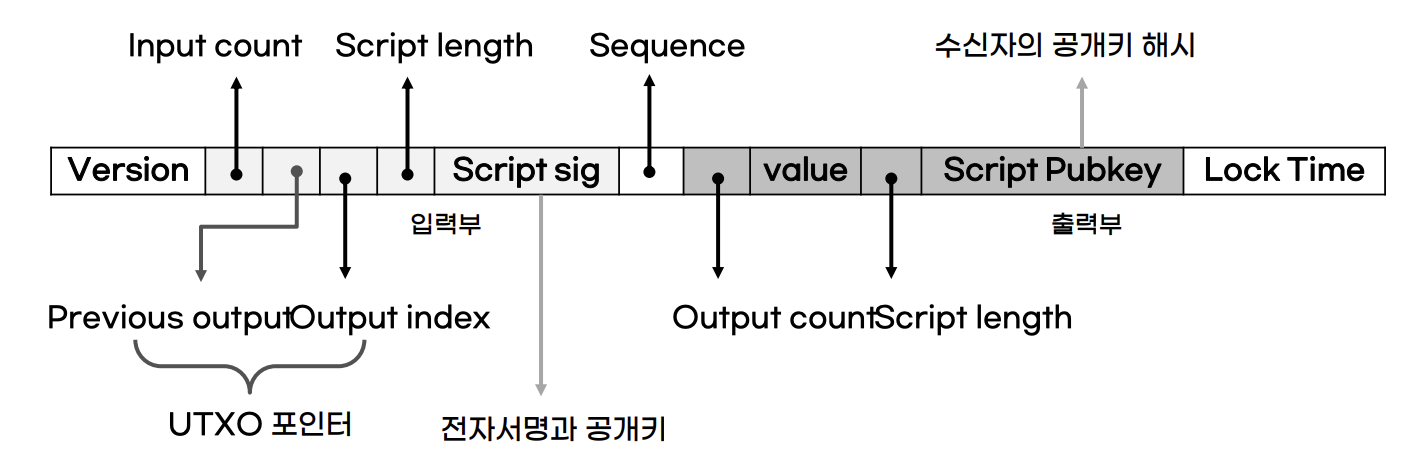 Input count Script length Sequence 수신자의 공개키 해시
Version Script sig value Script Pubkey Lock Time
입력부 출력부
Previous output Output index Output count Script length
UTXO 포인터 전자서명과 공개키